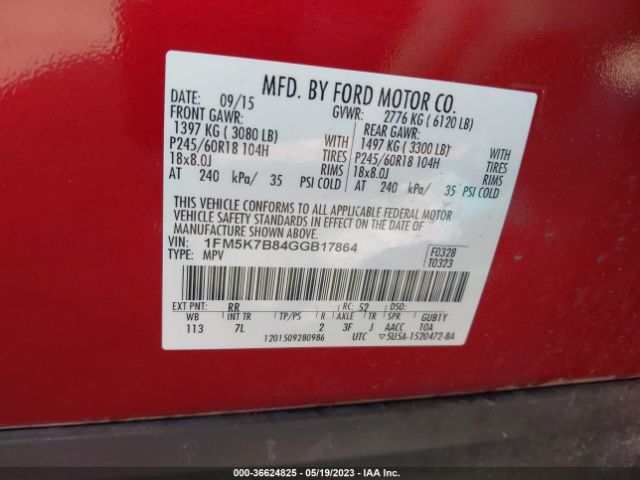 MFD. BY FORD MOTOR CO.
DATE: 09/15 GVWR: 2776 KG ( 6120 LB)
FRONT GAWR: REAR GAWR:
1397 KG ( 3080 LB) WITH 1497 KG ( 3300 LB) WITH
P245/60R18 104H TIRES P245/60R18 104H TIRES
18x8.0J RIMS 18x8.0J RIMS
AT 240 kPa/ 35 PSI COLD AT 240 kPa/ 35 PSI COLD
THIS VEHICLE CONFORMS TO ALL APPLICABLE FEDERAL MOTOR
VEHICLE SAFETY STANDARDS IN EFFECT ON THE DATE OF
MANUFACTURE SHOWN ABOVE.
VIN: 1FM5K7B84GGB17864 F0328
TYPE: MPV T0323
EXT PNT: RR RC: 52 DSO:
WB INT TR TP/PS R AXLE TR SPR GUB1Y
113 7L 2 3F J AACC 10A
1201509280986 UTC ▽5U5A-1520472-BA
000-36624825 - 05/19/2023 - IAA Inc.